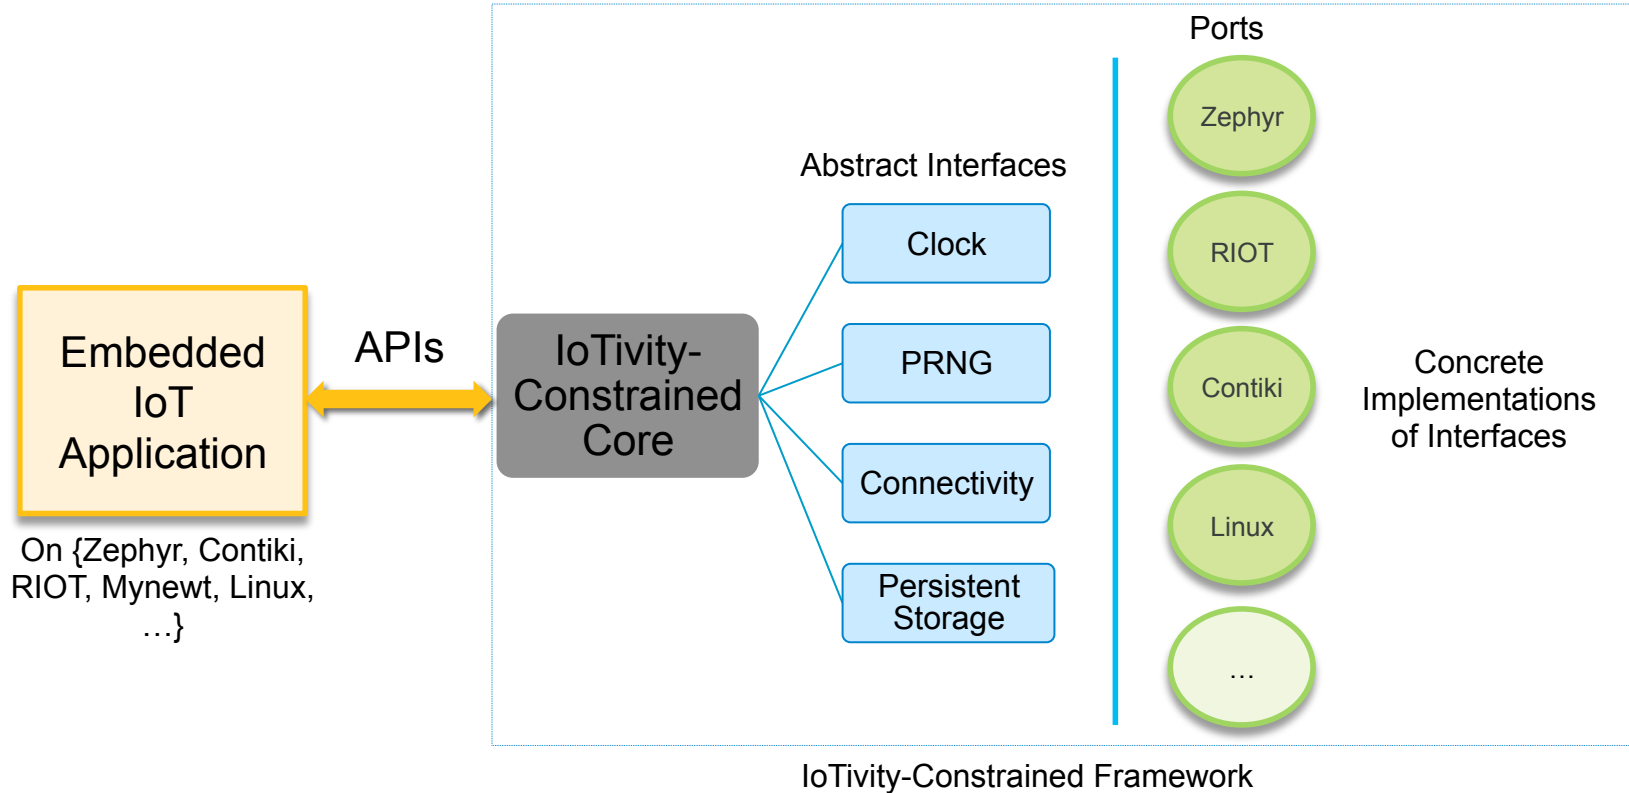 Embedded
IoT
Application
On {Zephyr, Contiki,
RIOT, Mynewt, Linux,
…}
APIs
IoTivity-
Constrained
Core
Abstract Interfaces
Clock
PRNG
Connectivity
Persistent
Storage
Ports
Zephyr
RIOT
Contiki
Linux
…
Concrete
Implementations
of Interfaces
IoTivity-Constrained Framework